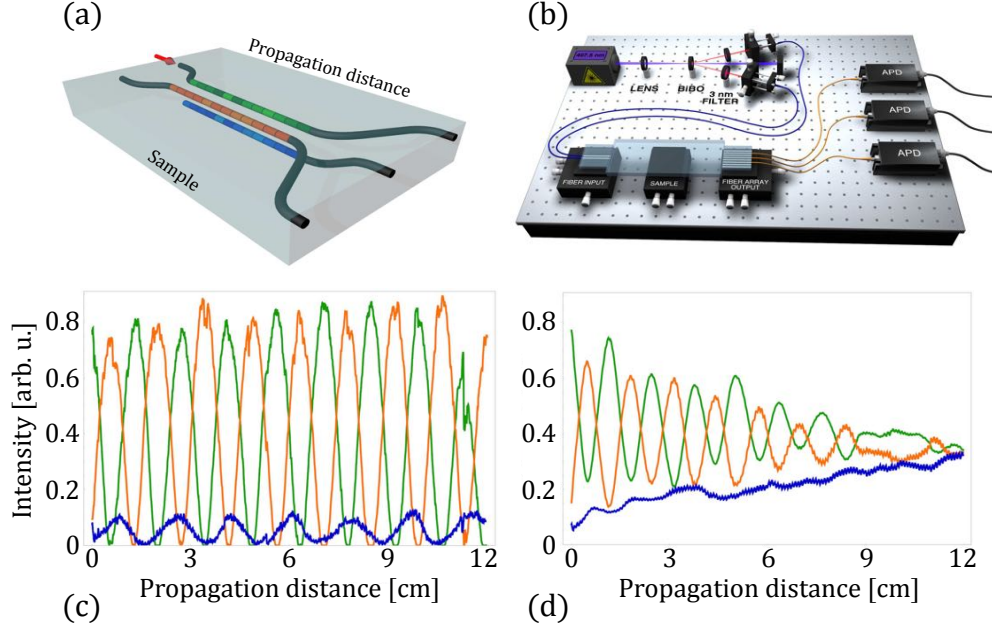 (a)
Propagation distance
Sample
(b)
LENS
BIBO
3 nm
FILTER
APD
APD
APD
FIBER INPUT
SAMPLE
FIBER ARRAY
OUTPUT
Intensity [arb. u.]
0.8
0.6
0.4
0.2
0
0 3 6 9 12
Propagation distance [cm]
(c)
0.8
0.6
0.4
0.2
0
0 3 6 9 12
Propagation distance [cm]
(d)